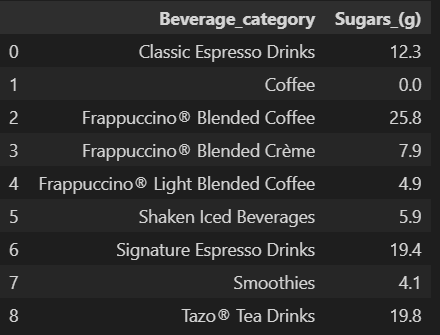 Beverage_category Sugars_(g)
0 Classic Espresso Drinks 12.3
1 Coffee 0.0
2 Frappuccino® Blended Coffee 25.8
3 Frappuccino® Blended Crème 7.9
4 Frappuccino® Light Blended Coffee 4.9
5 Shaken Iced Beverages 5.9
6 Signature Espresso Drinks 19.4
7 Smoothies 4.1
8 Tazo® Tea Drinks 19.8